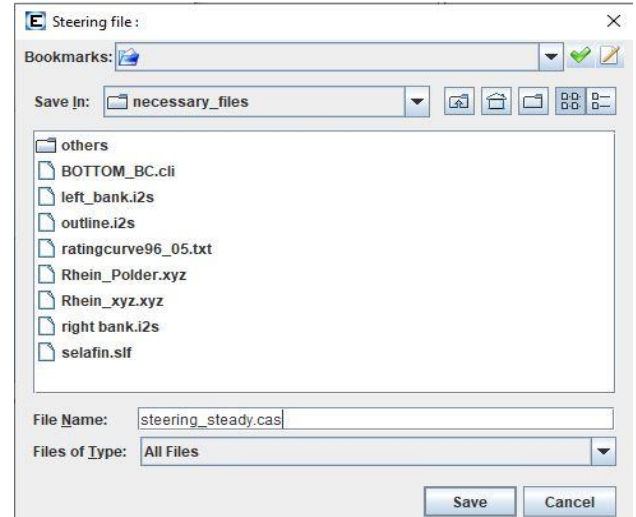 E Steering file :
Bookmarks:
Save In: necessary_files
others
BOTTOM_BC.cli
left_bank.i2s
outline.i2s
ratingcurve96_05.txt
Rhein_Polder.xyz
Rhein_xyz.xyz
right bank.i2s
selafin.slf
File Name: steering_steady.cas
Files of Type: All Files
Save Cancel